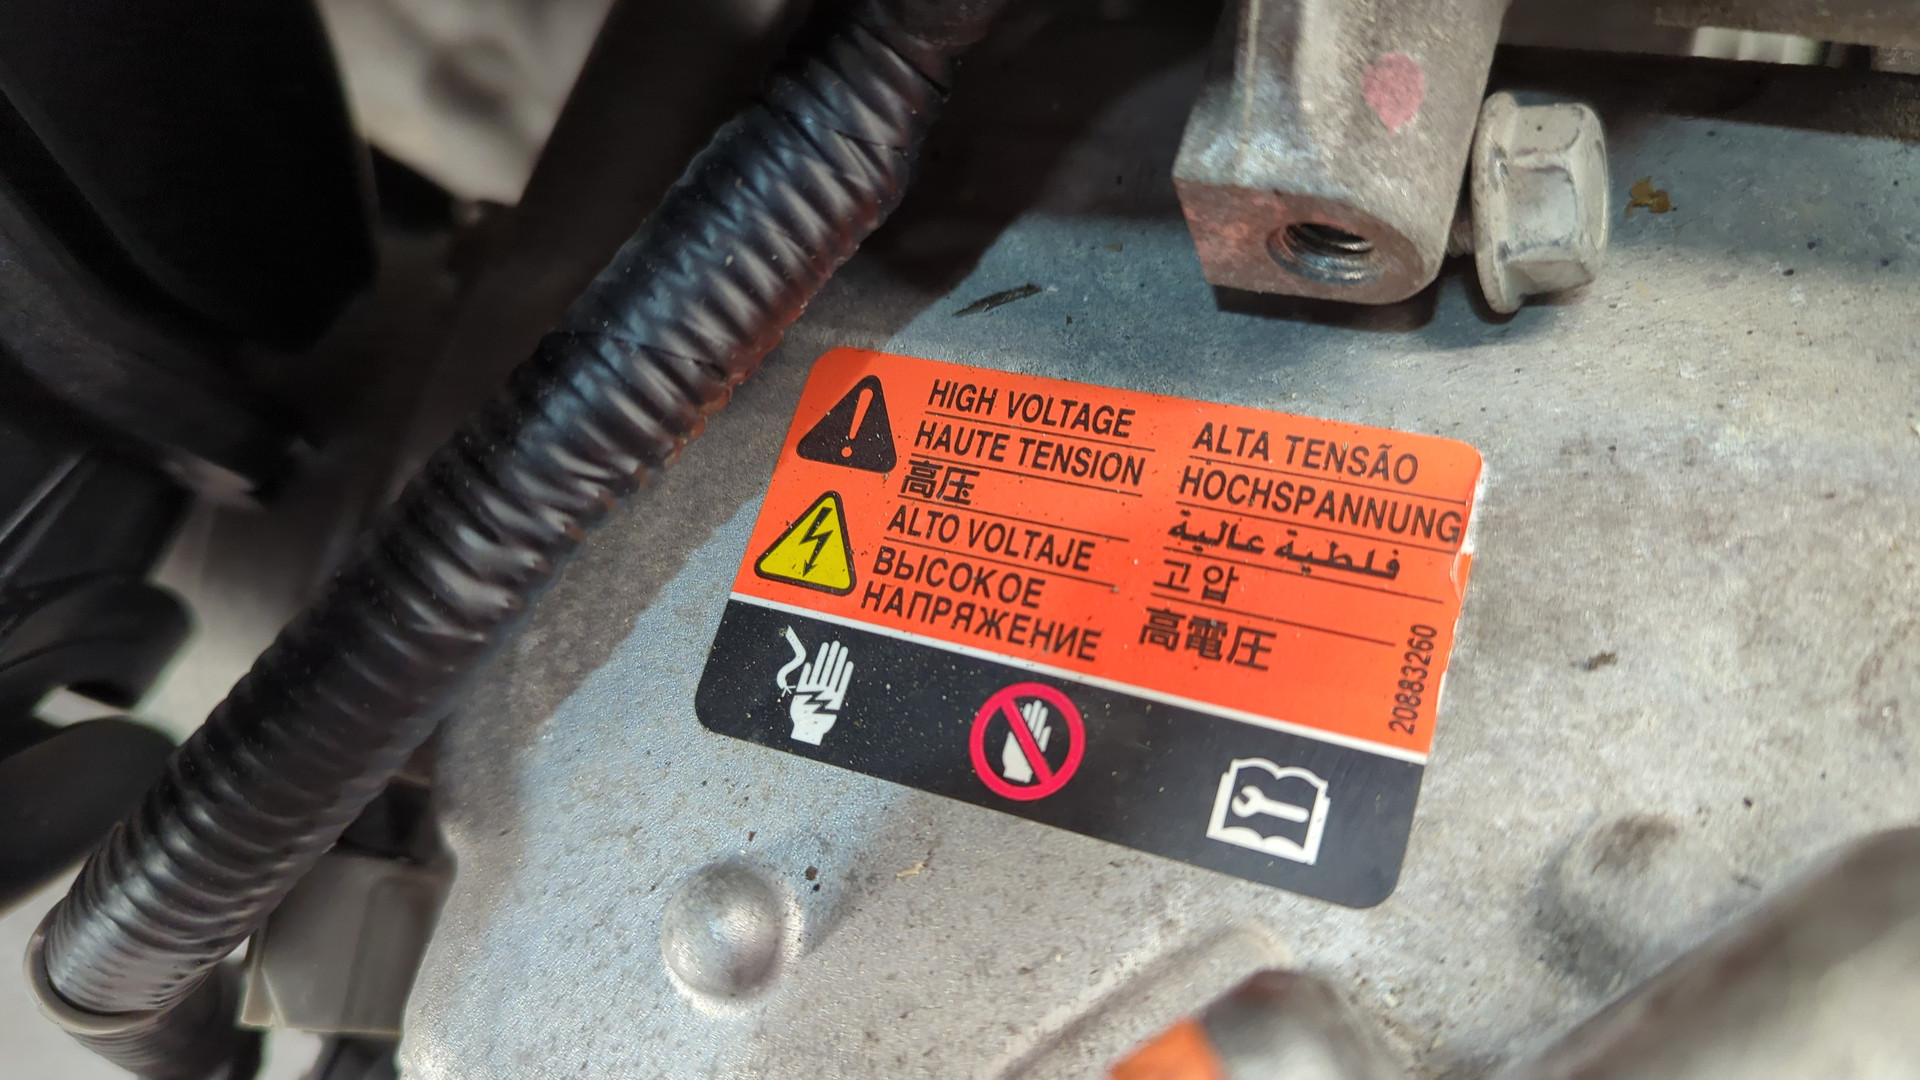 HIGH VOLTAGE
HAUTE TENSION
高压
ALTO VOLTAJE
ВЫСОКОЕ
НАПРЯЖЕНИЕ
ALTA TENSÃO
HOCHSPANNUNG
فلطية عالية
고압
高電圧
20883260